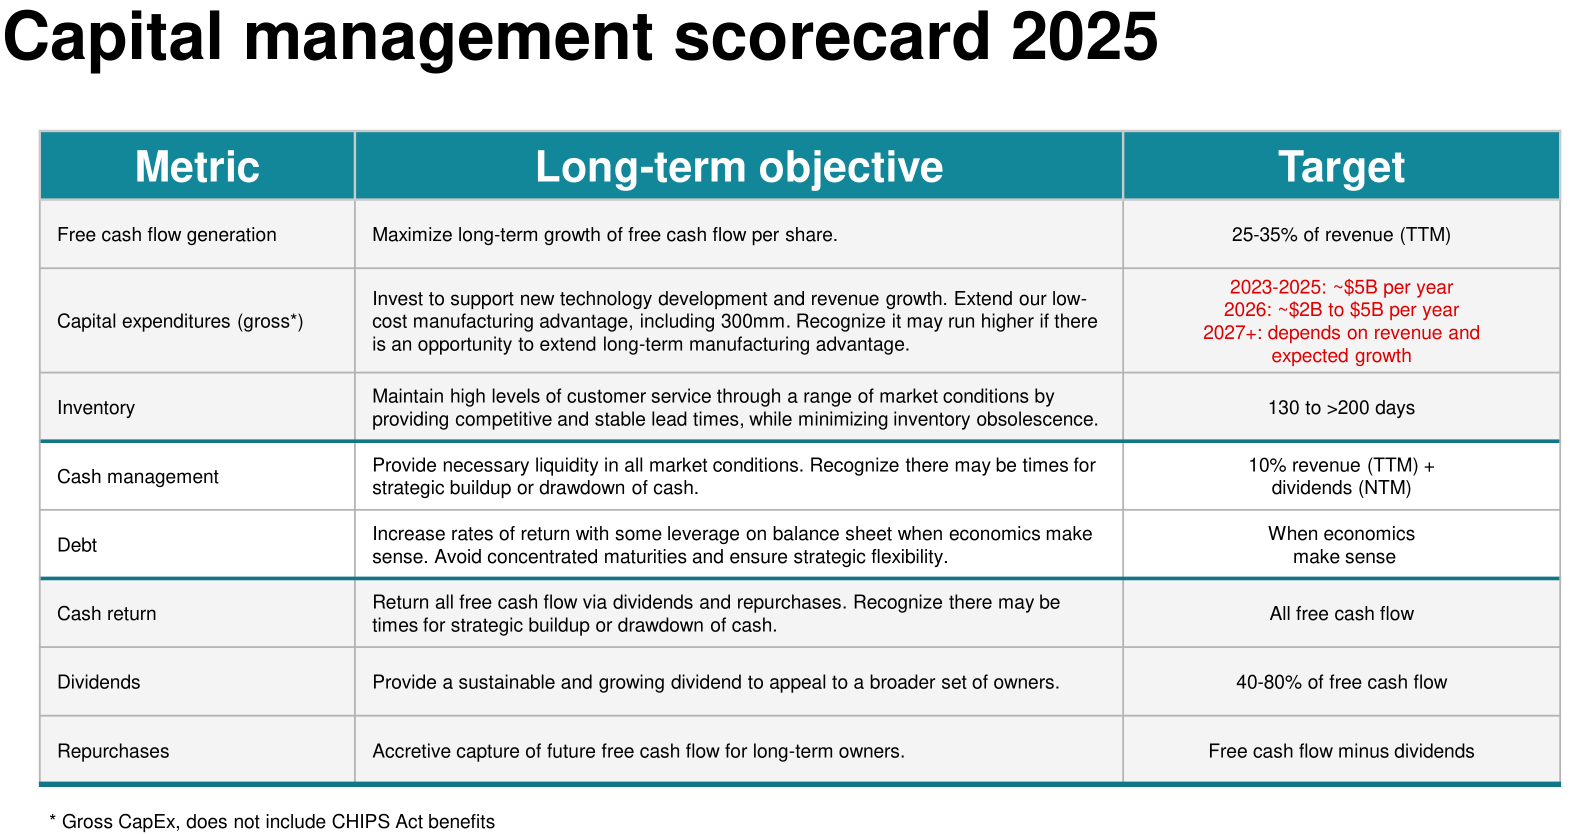 Capital management scorecard 2025
Metric
Long-term objective
Target
Free cash flow generation
Maximize long-term growth of free cash flow per share.
25-35% of revenue (TTM)
Capital expenditures (gross*)
Invest to support new technology development and revenue growth. Extend our low-
cost manufacturing advantage, including 300mm. Recognize it may run higher if there
is an opportunity to extend long-term manufacturing advantage.
2023-2025: ~$5B per year
2026: ~$2B to $5B per year
2027+: depends on revenue and
expected growth
Inventory
Maintain high levels of customer service through a range of market conditions by
providing competitive and stable lead times, while minimizing inventory obsolescence.
130 to >200 days
Cash management
Provide necessary liquidity in all market conditions. Recognize there may be times for
strategic buildup or drawdown of cash.
10% revenue (TTM) +
dividends (NTM)
Debt
Increase rates of return with some leverage on balance sheet when economics make
sense. Avoid concentrated maturities and ensure strategic flexibility.
When economics
make sense
Cash return
Return all free cash flow via dividends and repurchases. Recognize there may be
times for strategic buildup or drawdown of cash.
All free cash flow
Dividends
Provide a sustainable and growing dividend to appeal to a broader set of owners.
40-80% of free cash flow
Repurchases
Accretive capture of future free cash flow for long-term owners.
Free cash flow minus dividends
* Gross CapEx, does not include CHIPS Act benefits